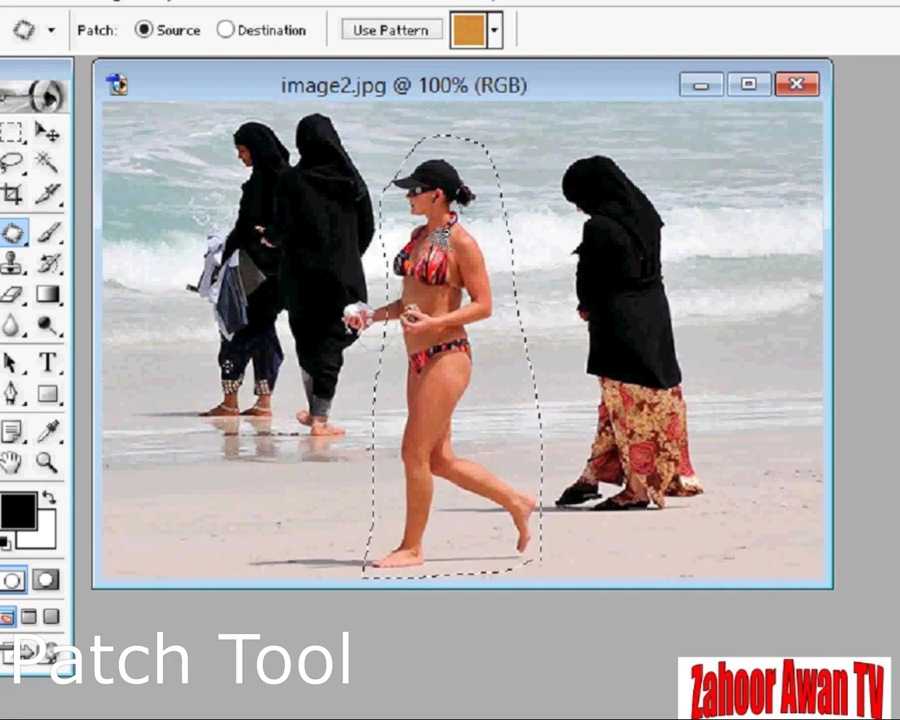 Patch: Source Destination Use Pattern
image2.jpg @ 100% (RGB)
T
Patch Tool
Zahoor Awan TV